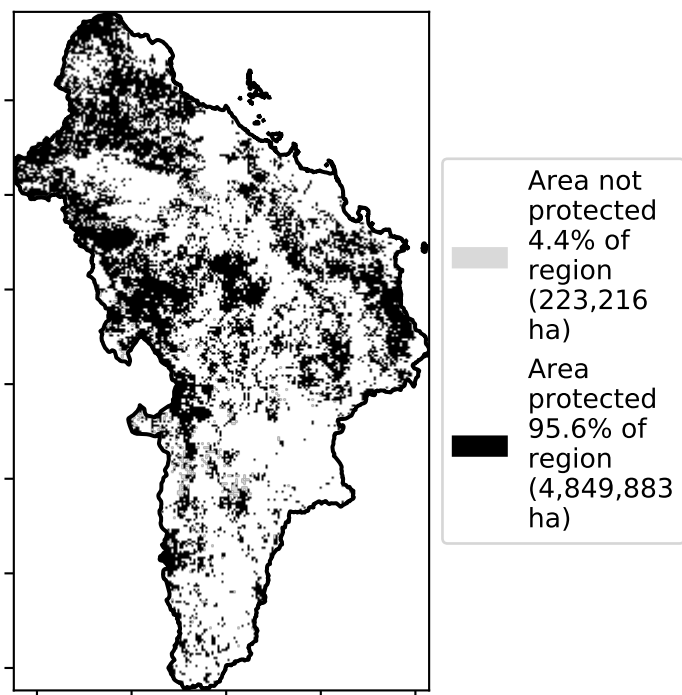 Area not
protected
4.4% of
region
(223,216
ha)
Area
protected
95.6% of
region
(4,849,883
ha)